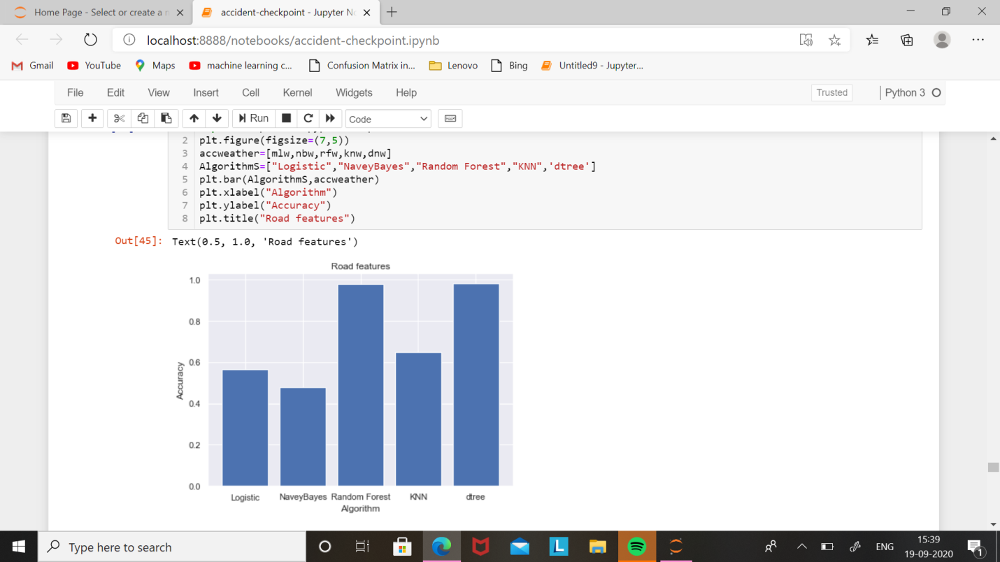 Home Page - Select or create a n
accident-checkpoint - Jupyter No
localhost:8888/notebooks/accident-checkpoint.ipynb
Gmail YouTube Maps machine learning c... Confusion Matrix in... Lenovo Bing Untitled9 - Jupyter...
File Edit View Insert Cell Kernel Widgets Help Trusted Python 3
Run Code
2 plt.figure(figsize=(7,5))
3 accweather=[mlw,nbw,rfw,knw,dnw]
4 AlgorithmS=["Logistic","NaveyBayes","Random Forest","KNN",'dtree']
5 plt.bar(AlgorithmS,accweather)
6 plt.xlabel("Algorithm")
7 plt.ylabel("Accuracy")
8 plt.title("Road features")
Out[45]: Text(0.5, 1.0, 'Road features')
Road features
1.0
0.8
0.6
0.4
0.2
0.0
Accuracy
Logistic NaveyBayes Random Forest KNN dtree
Algorithm
Type here to search
L
ENG
15:39
19-09-2020
1